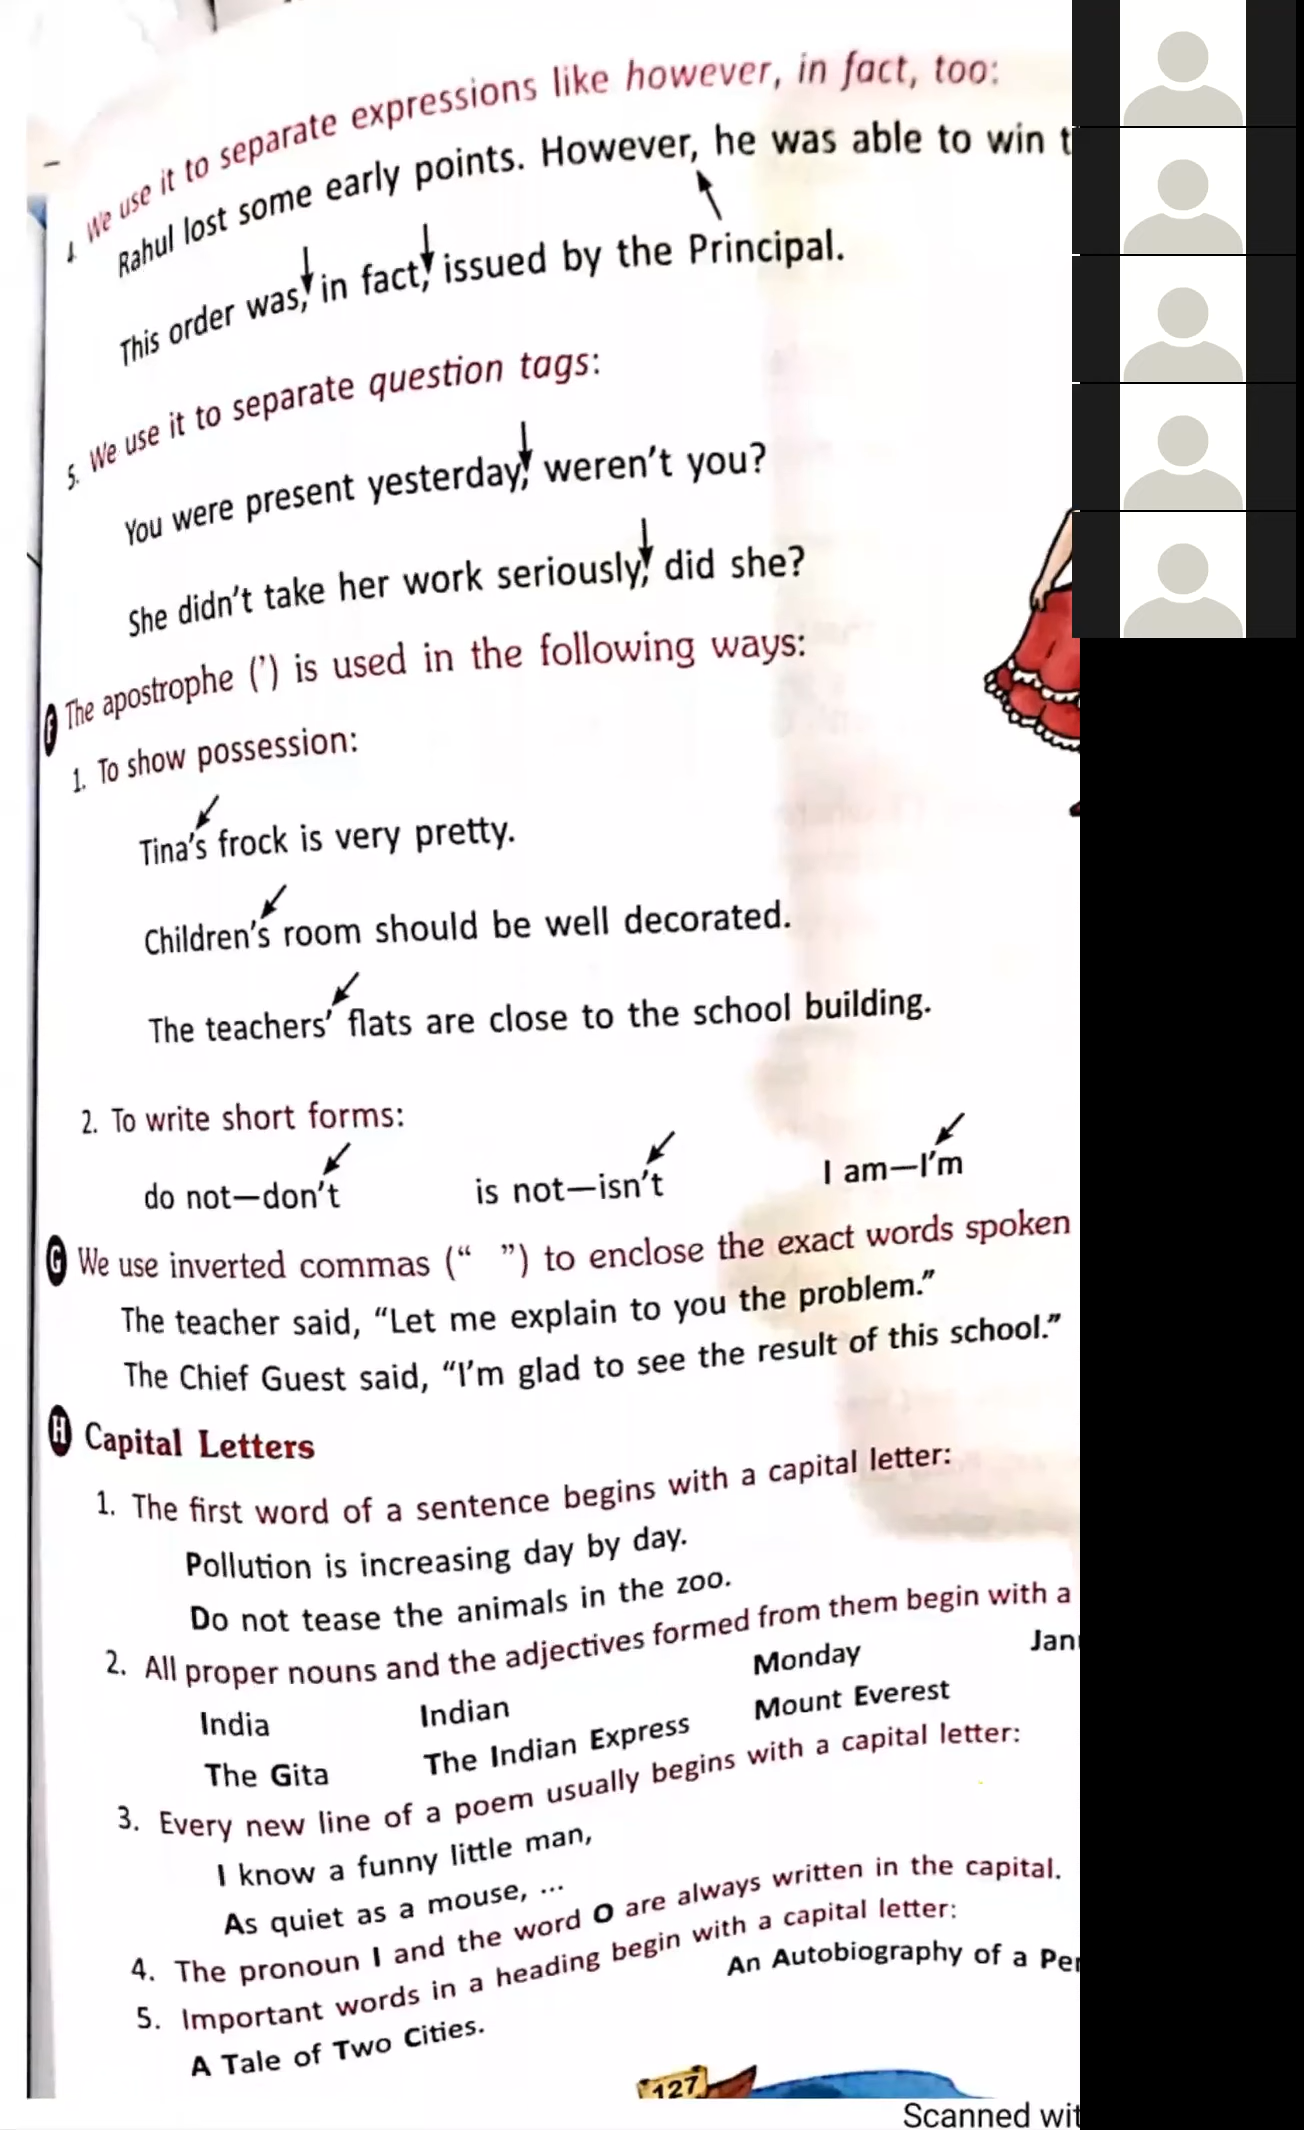 4. We use it to separate expressions like however, in fact, too:
Rahul lost some early points. However, he was able to win t
This order was, in fact, issued by the Principal.
5. We use it to separate question tags:
You were present yesterday, weren't you?
She didn't take her work seriously, did she?
F The apostrophe (’) is used in the following ways:
1. To show possession:
Tina's frock is very pretty.
Children's room should be well decorated.
The teachers' flats are close to the school building.
2. To write short forms:
do not—don't is not—isn't I am—I'm
G We use inverted commas (“ ”) to enclose the exact words spoken
The teacher said, “Let me explain to you the problem.”
The Chief Guest said, “I'm glad to see the result of this school.”
H Capital Letters
1. The first word of a sentence begins with a capital letter:
Pollution is increasing day by day.
Do not tease the animals in the zoo.
2. All proper nouns and the adjectives formed from them begin with a
India Indian Monday Jan
The Gita The Indian Express Mount Everest
3. Every new line of a poem usually begins with a capital letter:
I know a funny little man,
As quiet as a mouse, ...
4. The pronoun I and the word O are always written in the capital.
5. Important words in a heading begin with a capital letter:
A Tale of Two Cities. An Autobiography of a Pe
127
Scanned wit